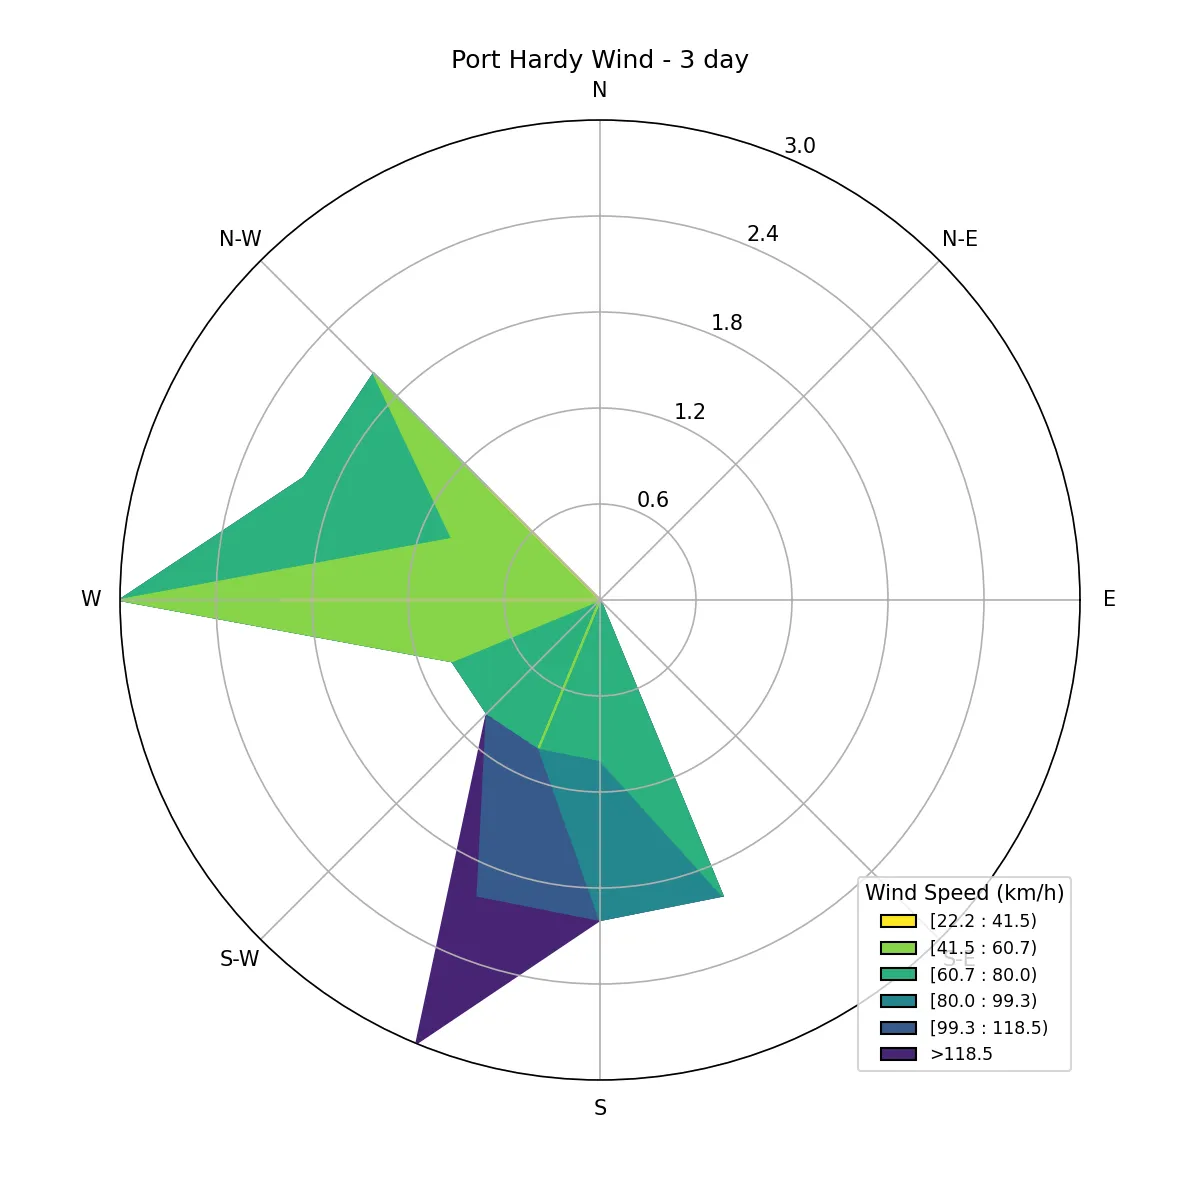 Port Hardy Wind - 3 day
N
3.0
N-W
2.4
N-E
1.8
1.2
0.6
W
E
Wind Speed (km/h)
[22.2 : 41.5)
[41.5 : 60.7)
S-W
S-E
[60.7 : 80.0)
[80.0 : 99.3)
[99.3 : 118.5)
>118.5
S